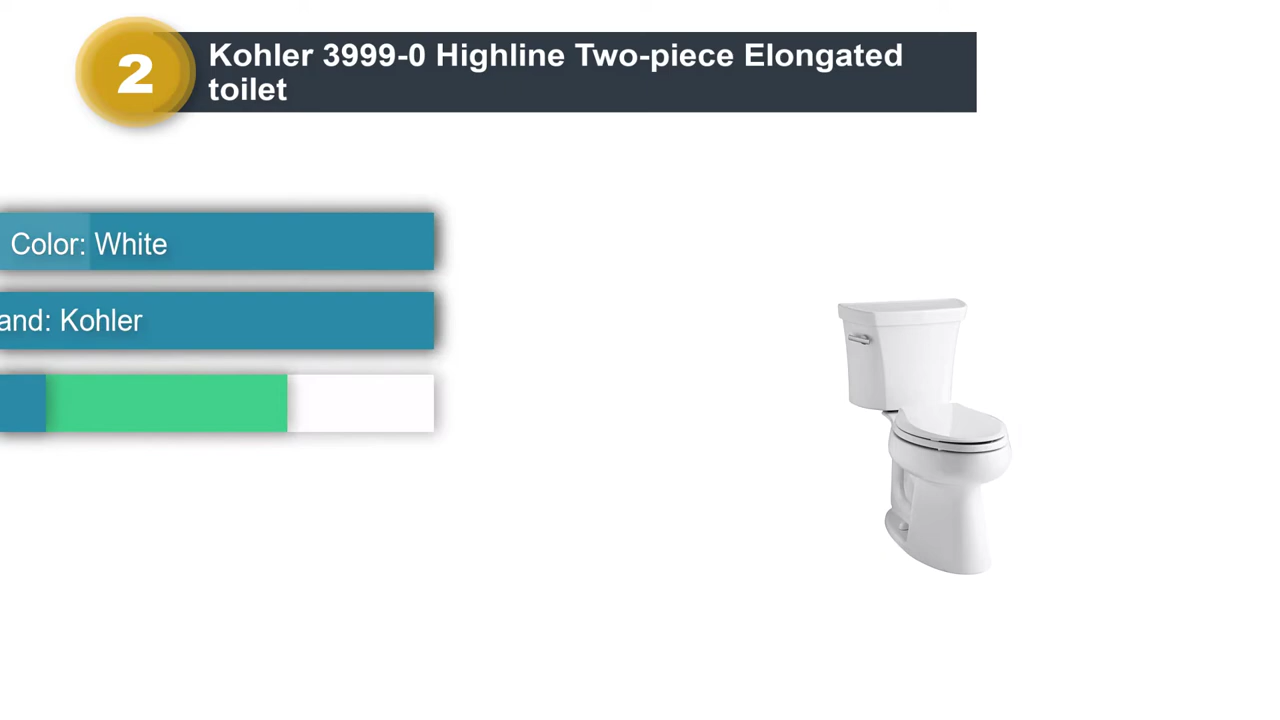 2
Kohler 3999-0 Highline Two-piece Elongated
toilet
Color: White
and: Kohler